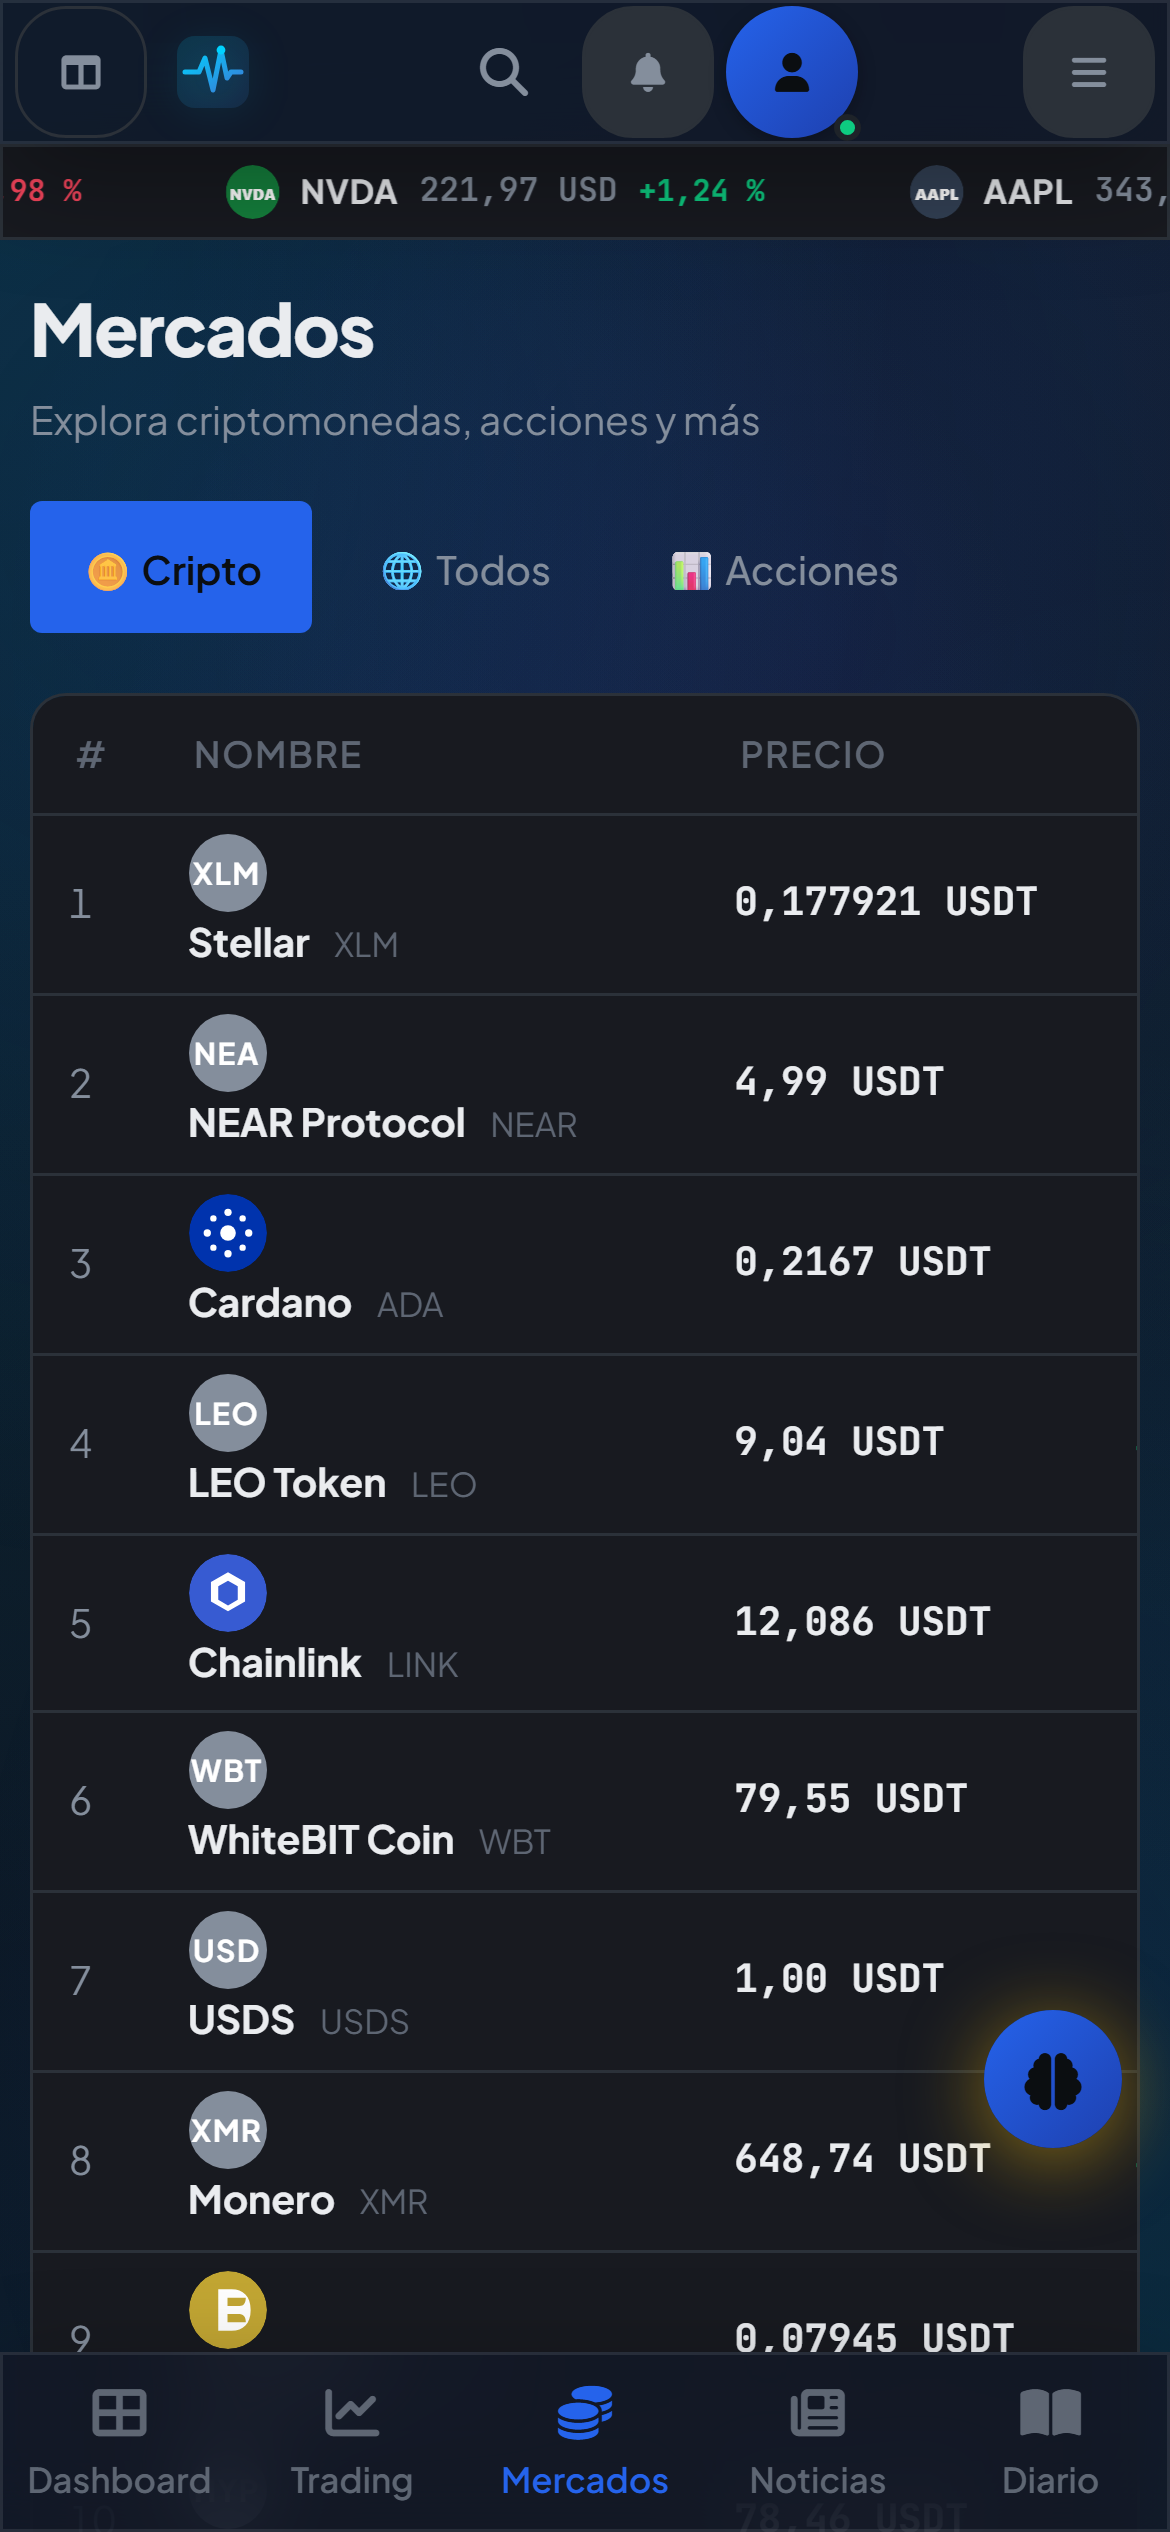 98 % NVDA NVDA 221,97 USD +1,24 % AAPL AAPL 343,
Mercados
Explora criptomonedas, acciones y más
Cripto Todos Acciones
# NOMBRE PRECIO
XLM
1 Stellar XLM 0,177921 USDT
NEA
2 NEAR Protocol NEAR 4,99 USDT
3 Cardano ADA 0,2167 USDT
LEO
4 LEO Token LEO 9,04 USDT
5 Chainlink LINK 12,086 USDT
WBT
6 WhiteBIT Coin WBT 79,55 USDT
USD
7 USDS USDS 1,00 USDT
XMR
8 Monero XMR 648,74 USDT
9 0,07945 USDT
Dashboard Trading Mercados Noticias Diario
10 78,46 USDT